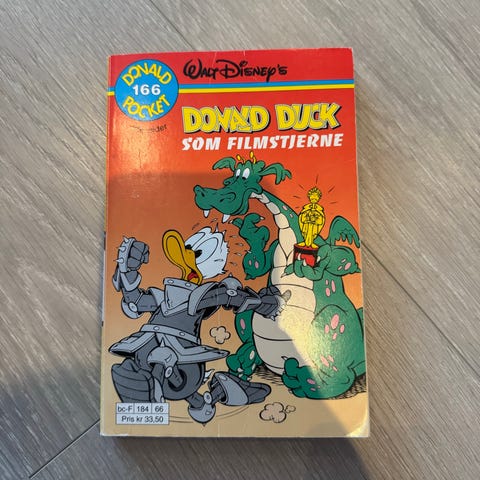 DONALD
166
POCKET
Walt Disney's
DONALD DUCK
SOM FILMSTJERNE
bc-F 184 66
Pris kr 33,50